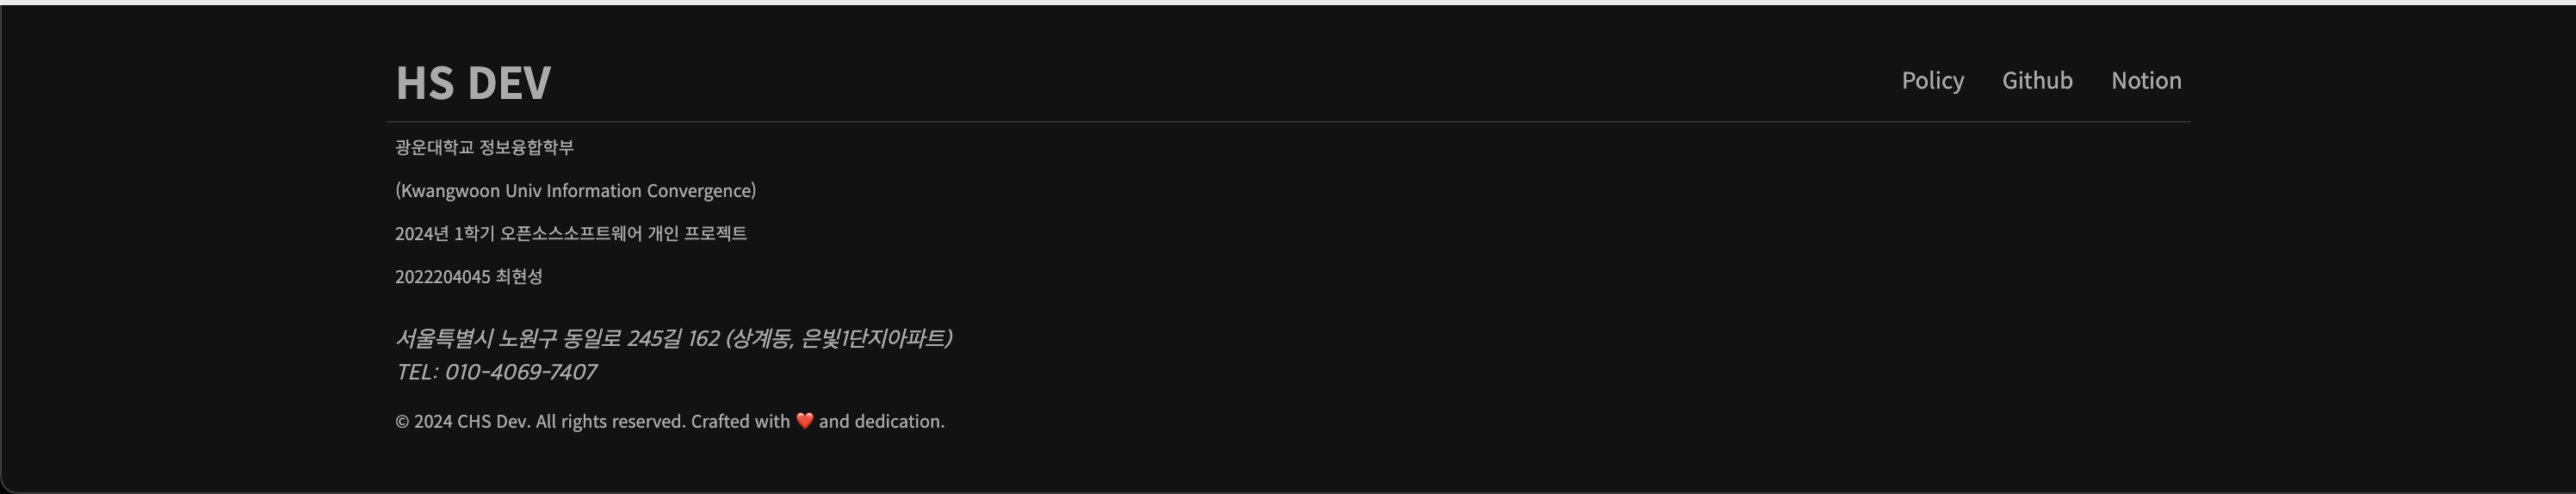 HS DEV
Policy Github Notion
광운대학교 정보융합학부
(Kwangwoon Univ Information Convergence)
2024년 1학기 오픈소스소프트웨어 개인 프로젝트
2022204045 최현성
서울특별시 노원구 동일로 245길 162 (상계동, 은빛1단지아파트)
TEL: 010-4069-7407
© 2024 CHS Dev. All rights reserved. Crafted with ❤️ and dedication.